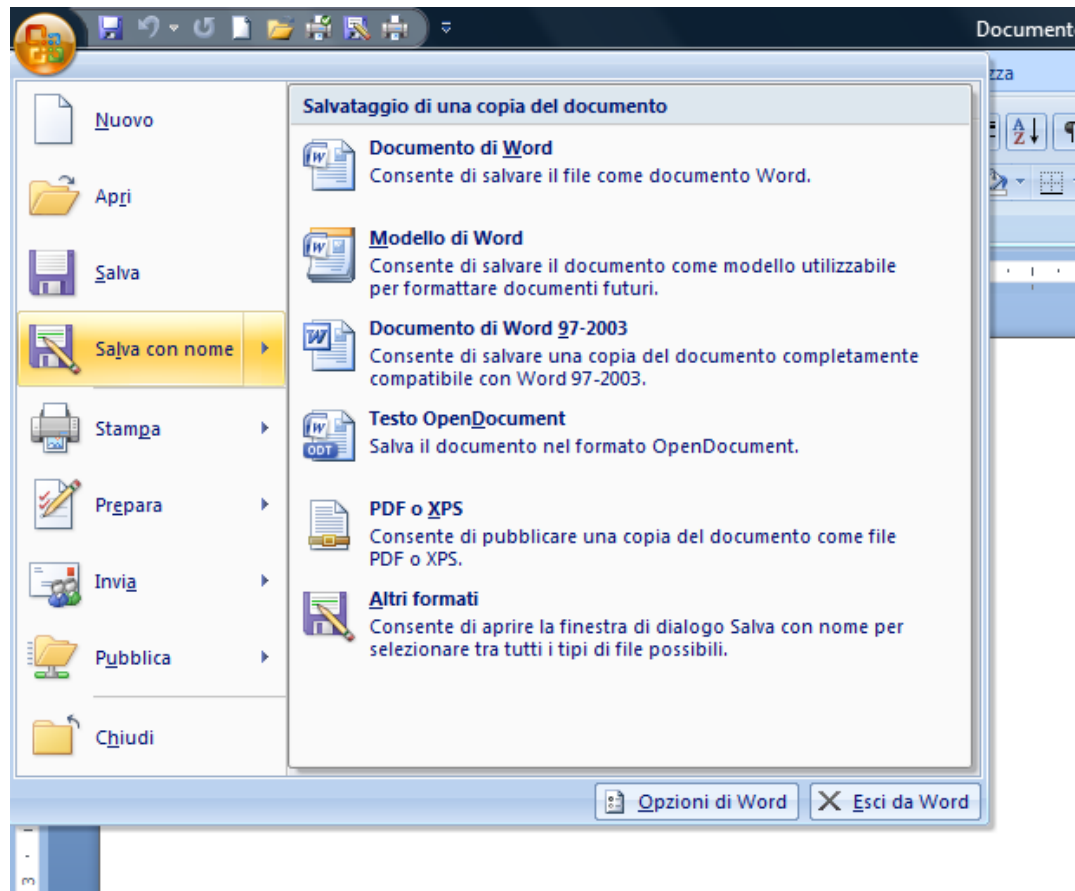 Document
zza
Nuovo
Apri
Salva
Salva con nome
Stampa
Prepara
Invia
Pubblica
Chiudi
Salvataggio di una copia del documento
Documento di Word
Consente di salvare il file come documento Word.
Modello di Word
Consente di salvare il documento come modello utilizzabile
per formattare documenti futuri.
Documento di Word 97-2003
Consente di salvare una copia del documento completamente
compatibile con Word 97-2003.
Testo OpenDocument
ODT
Salva il documento nel formato OpenDocument.
PDF o XPS
Consente di pubblicare una copia del documento come file
PDF o XPS.
Altri formati
Consente di aprire la finestra di dialogo Salva con nome per
selezionare tra tutti i tipi di file possibili.
Opzioni di Word
Esci da Word
3